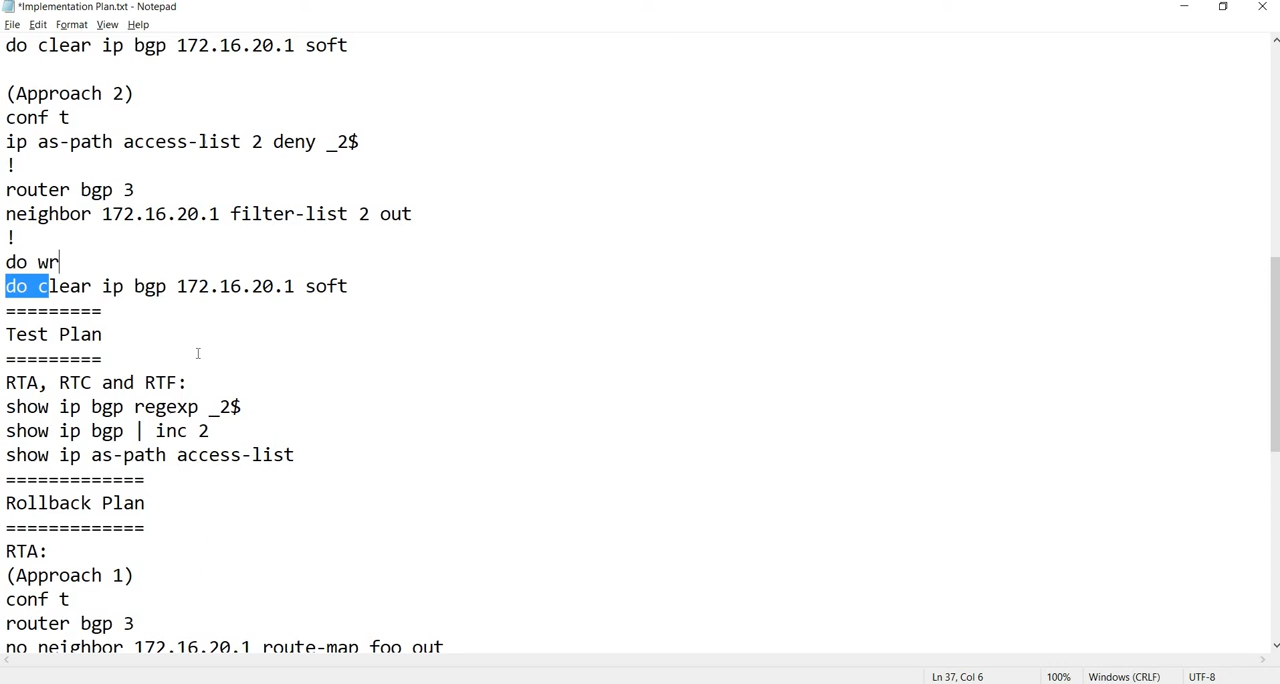 *Implementation Plan.txt - Notepad
File Edit Format View Help
do clear ip bgp 172.16.20.1 soft
(Approach 2)
conf t
ip as-path access-list 2 deny _2$
!
router bgp 3
neighbor 172.16.20.1 filter-list 2 out
!
do wr
do clear ip bgp 172.16.20.1 soft
=========
Test Plan
=========
RTA, RTC and RTF:
show ip bgp regexp _2$
show ip bgp | inc 2
show ip as-path access-list
=============
Rollback Plan
=============
RTA:
(Approach 1)
conf t
router bgp 3
no neighbor 172.16.20.1 route-map foo out
Ln 37, Col 6 100% Windows (CRLF) UTF-8